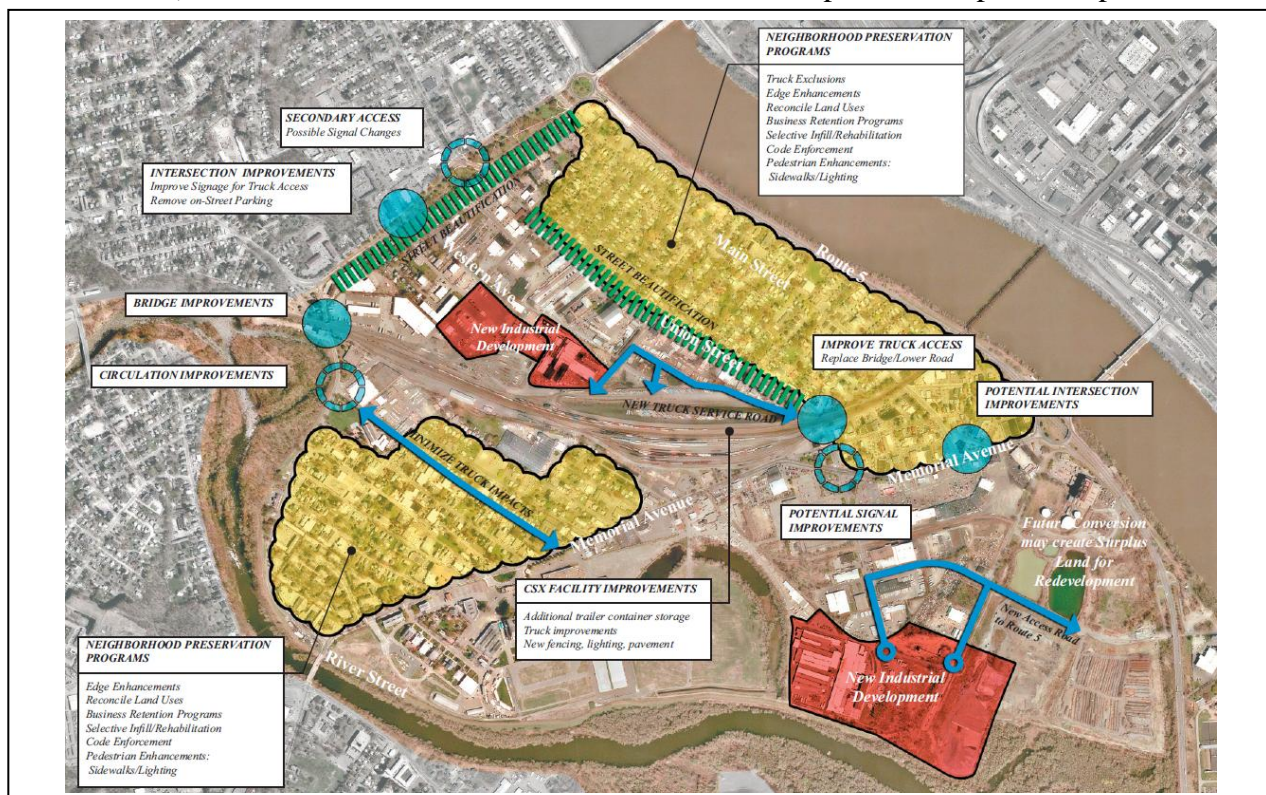 NEIGHBORHOOD PRESERVATION
PROGRAMS
Truck Exclusions
Edge Enhancements
Reconcile Land Uses
Business Retention Programs
Selective Infill/Rehabilitation
Code Enforcement
Pedestrian Enhancements:
Sidewalks/Lighting
SECONDARY ACCESS
Possible Signal Changes
INTERSECTION IMPROVEMENTS
Improve Signage for Truck Access
Remove on-Street Parking
STREET BEAUTIFICATION
Western Ave
STREET BEAUTIFICATION
Main Street
Route 5
Union Street
BRIDGE IMPROVEMENTS
New Industrial
Development
IMPROVE TRUCK ACCESS
Replace Bridge/Lower Road
CIRCULATION IMPROVEMENTS
NEW TRUCK SERVICE ROAD
POTENTIAL INTERSECTION
IMPROVEMENTS
Memorial Avenue
MINIMIZE TRUCK IMPACTS
Memorial Avenue
POTENTIAL SIGNAL
IMPROVEMENTS
Future Conversion
may create Surplus
Land for
Redevelopment
CSX FACILITY IMPROVEMENTS
Additional trailer container storage
Truck improvements
New fencing, lighting, pavement
New Access Road
to Route 5
New Industrial
Development
NEIGHBORHOOD PRESERVATION
PROGRAMS
Edge Enhancements
Reconcile Land Uses
Business Retention Programs
Selective Infill/Rehabilitation
Code Enforcement
Pedestrian Enhancements:
Sidewalks/Lighting
River Street